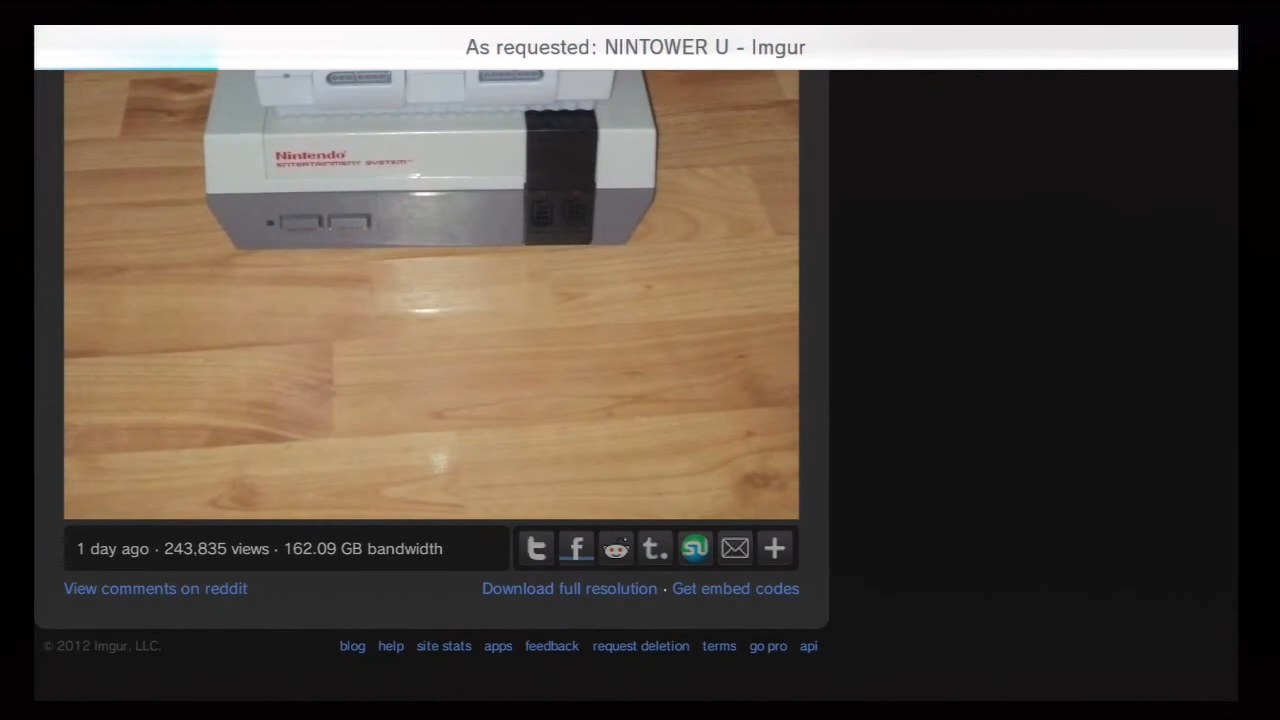 As requested: NINTOWER U - Imgur
Nintendo
ENTERTAINMENT SYSTEM™
1 day ago · 243,835 views · 162.09 GB bandwidth
View comments on reddit
Download full resolution · Get embed codes
© 2012 Imgur, LLC.
blog help site stats apps feedback request deletion terms go pro api